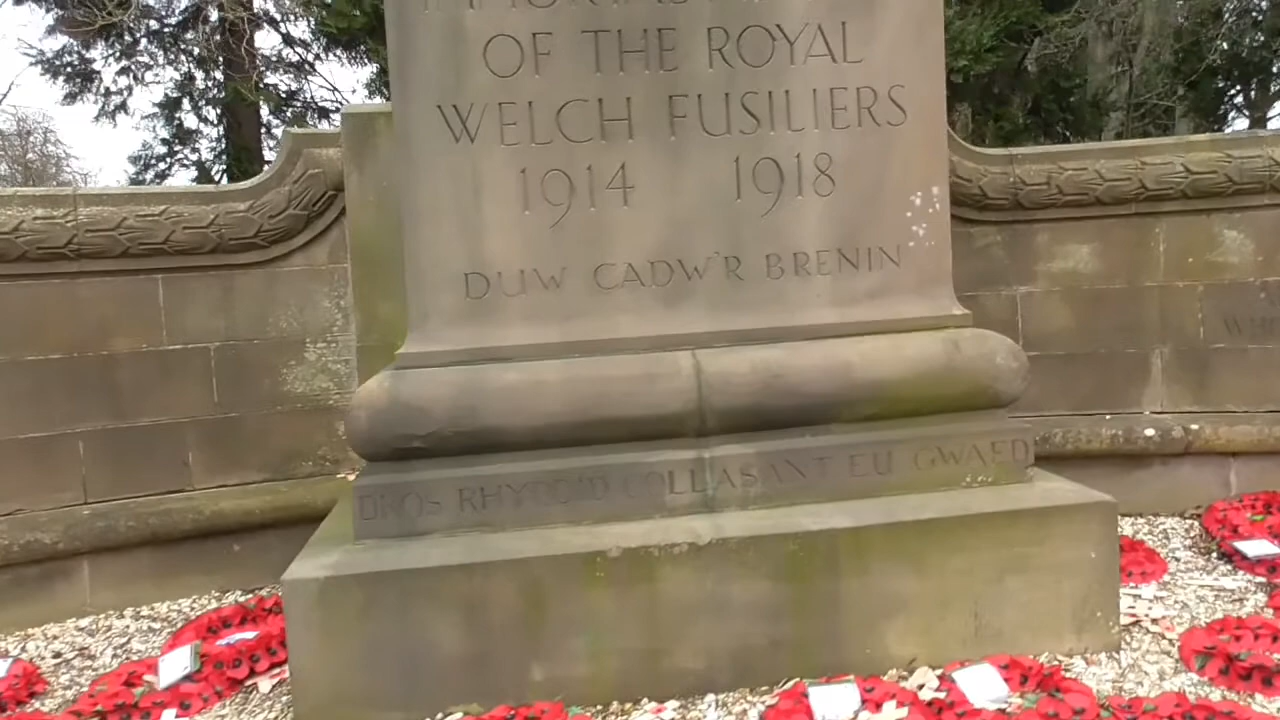 OF THE ROYAL
WELCH FUSILIERS
1914 1918
DUW CADW'R BRENIN
DROS RHYDDID COLLASANT EU GWAED